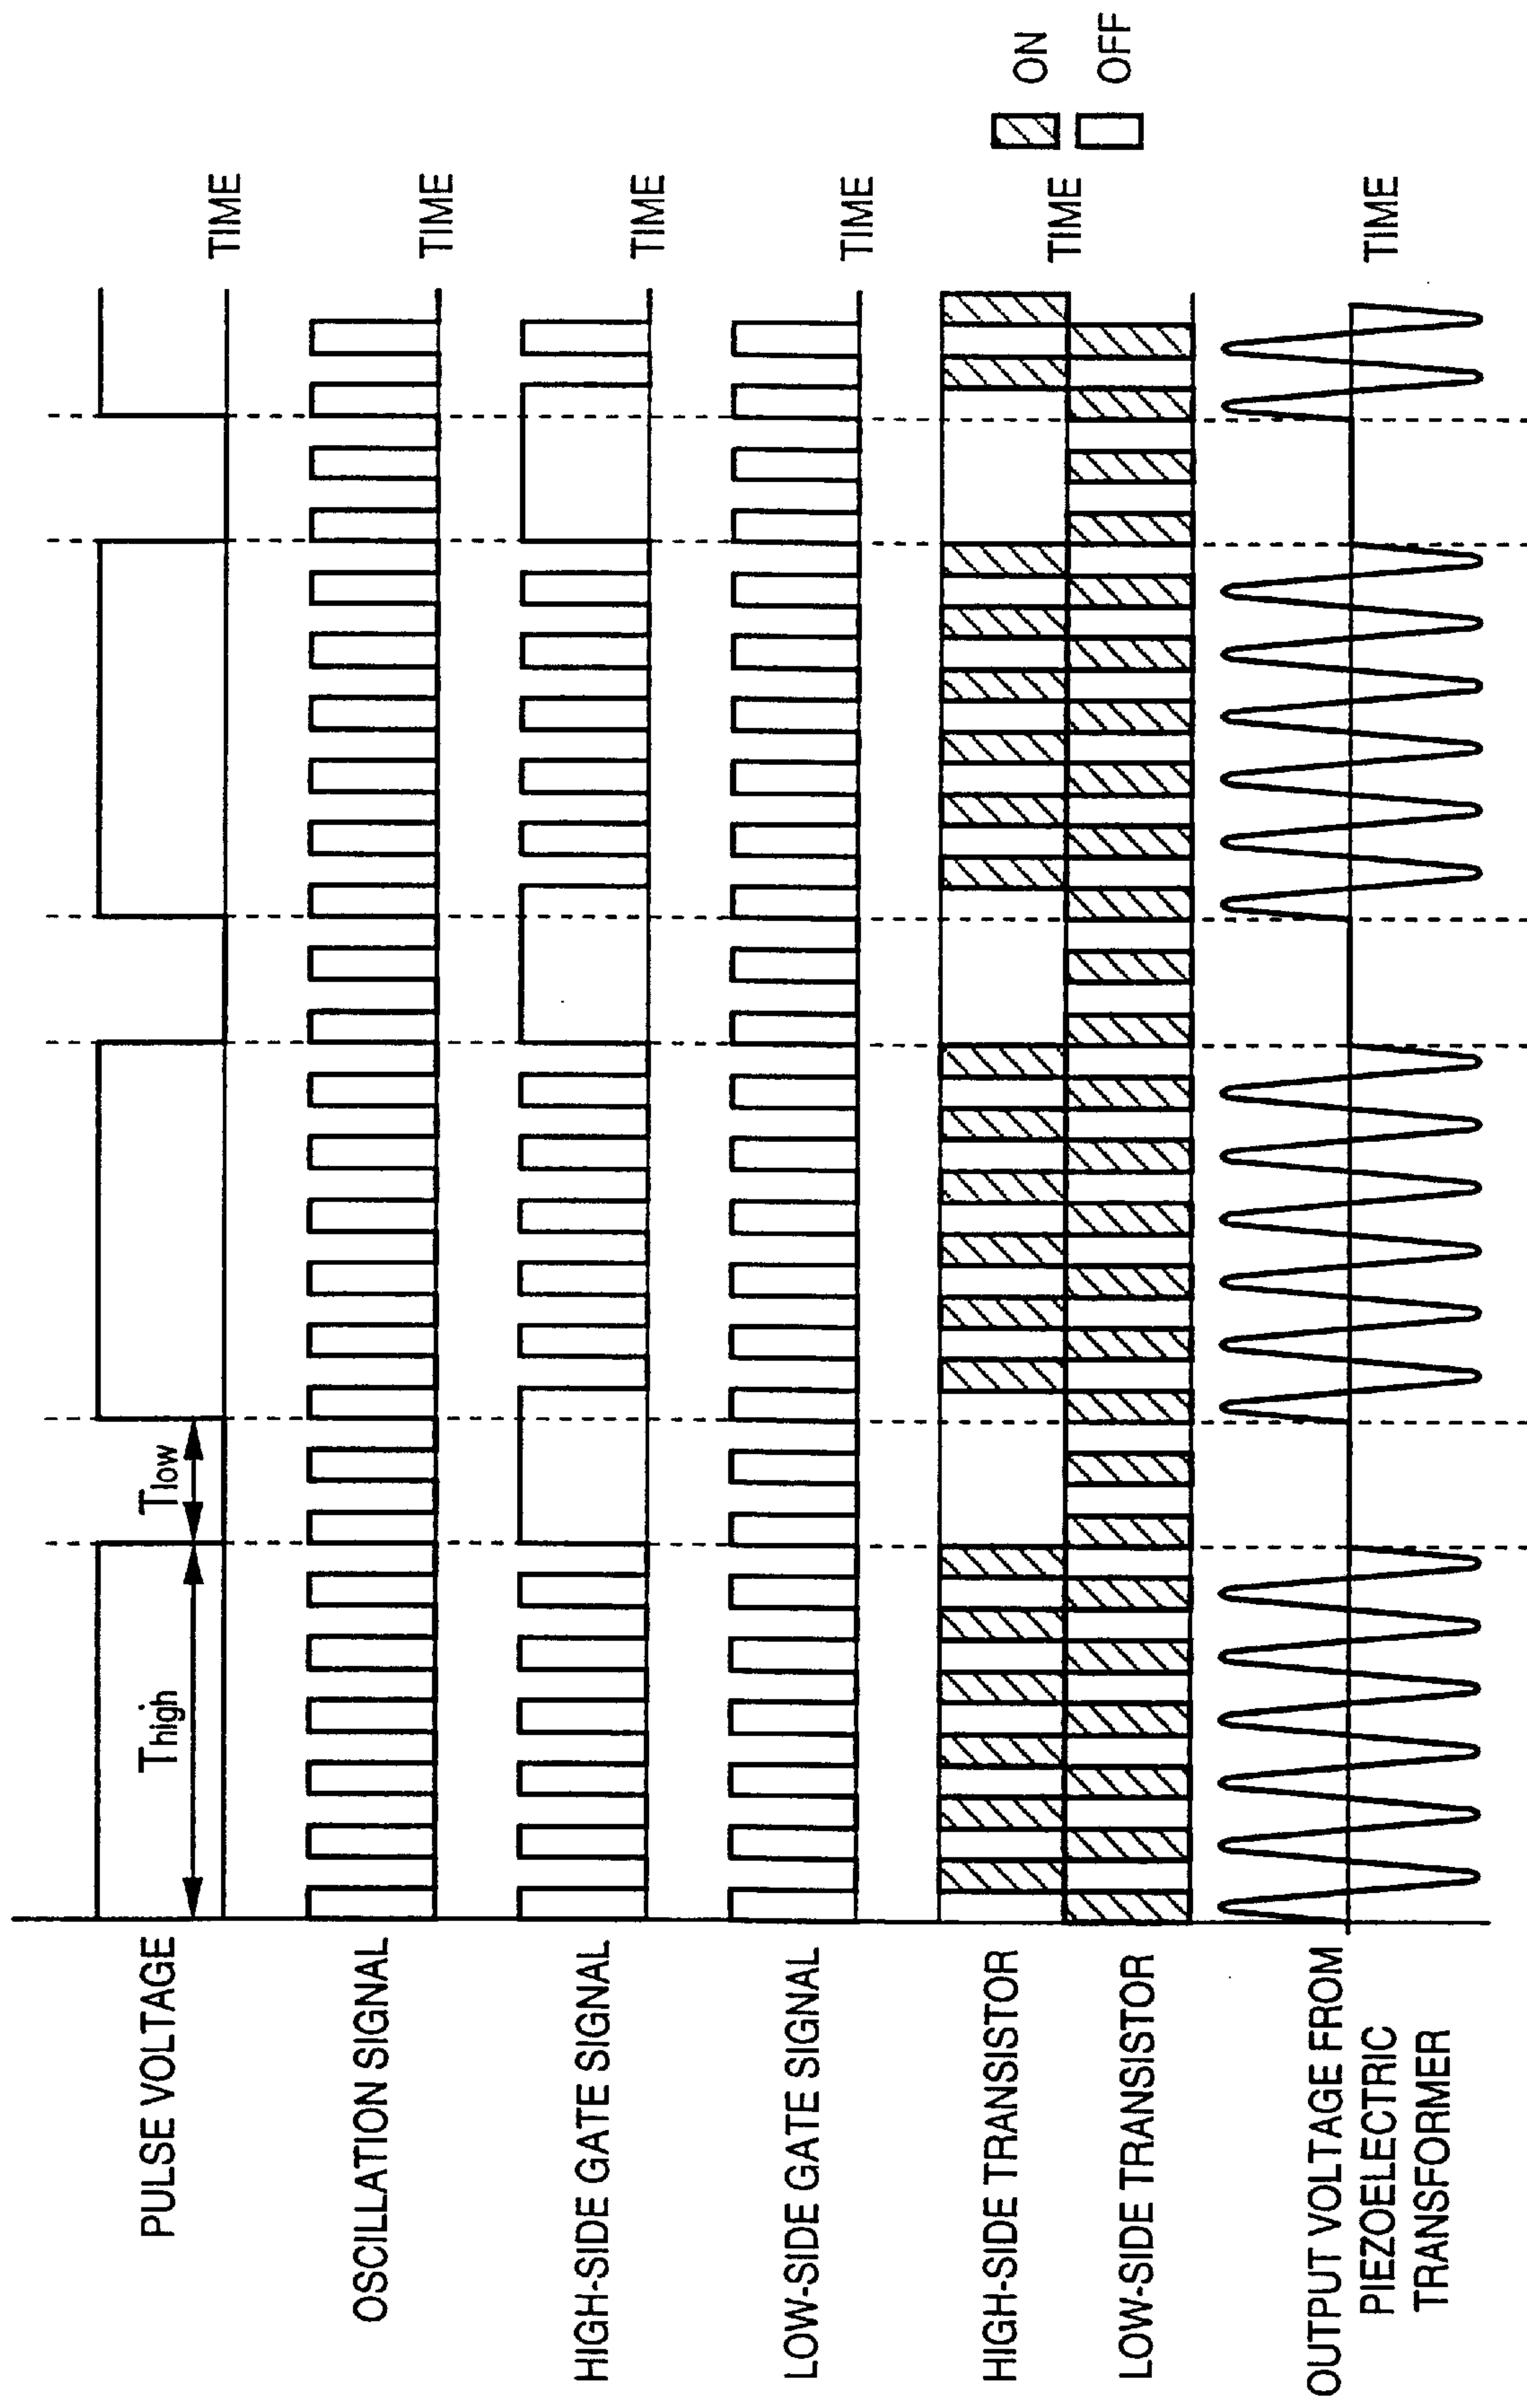 PULSE VOLTAGE
Thigh
Tlow
TIME
OSCILLATION SIGNAL
TIME
HIGH-SIDE GATE SIGNAL
TIME
LOW-SIDE GATE SIGNAL
TIME
HIGH-SIDE TRANSISTOR
TIME
LOW-SIDE TRANSISTOR
ON
OFF
OUTPUT VOLTAGE FROM
PIEZOELECTRIC
TRANSFORMER
TIME